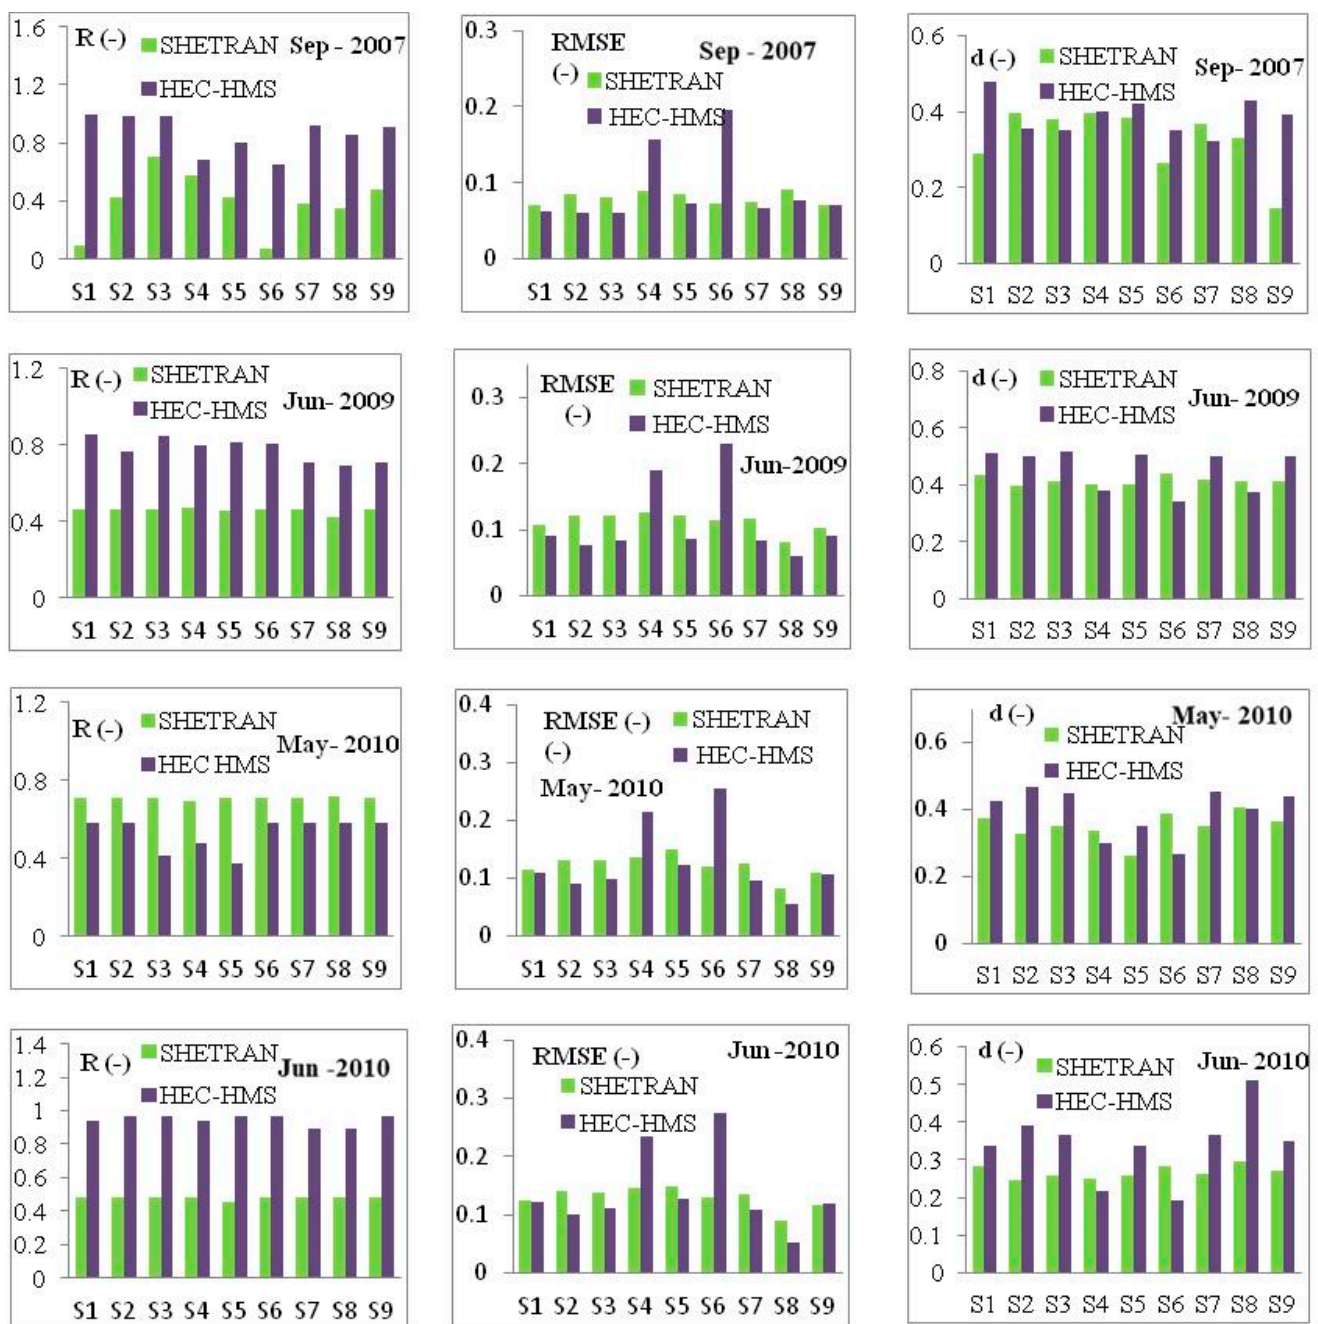 1.6
R (-) SHETRAN Sep - 2007
1.2
HEC-HMS
0.8
0.4
0
S1 S2 S3 S4 S5 S6 S7 S8 S9
0.3
RMSE Sep - 2007
(-) SHETRAN
0.2
HEC-HMS
0.1
0
S1 S2 S3 S4 S5 S6 S7 S8 S9
0.6
d (-) SHETRAN Sep- 2007
HEC-HMS
0.4
0.2
0
S1 S2 S3 S4 S5 S6 S7 S8 S9
1.2
R (-) SHETRAN
HEC-HMS Jun- 2009
0.8
0.4
0
S1 S2 S3 S4 S5 S6 S7 S8 S9
RMSE SHETRAN
0.3
(-) HEC-HMS
0.2 Jun-2009
0.1
0
S1 S2 S3 S4 S5 S6 S7 S8 S9
0.8
d (-) SHETRAN
HEC-HMS Jun- 2009
0.6
0.4
0.2
0
S1 S2 S3 S4 S5 S6 S7 S8 S9
1.2
R (-) SHETRAN
May- 2010
HEC HMS
0.8
0.4
0
S1 S2 S3 S4 S5 S6 S7 S8 S9
0.4
RMSE (-) SHETRAN
(-) HEC-HMS
0.3
May- 2010
0.2
0.1
0
S1 S2 S3 S4 S5 S6 S7 S8 S9
d (-) May- 2010
SHETRAN
0.6
HEC-HMS
0.4
0.2
0
S1 S2 S3 S4 S5 S6 S7 S8 S9
1.4
R (-) SHETRAN Jun -2010
1.2
HEC-HMS
1
0.8
0.6
0.4
0.2
0
S1 S2 S3 S4 S5 S6 S7 S8 S9
0.4
RMSE (-) Jun -2010
0.3
SHETRAN
HEC-HMS
0.2
0.1
0
S1 S2 S3 S4 S5 S6 S7 S8 S9
0.6
d (-) SHETRAN Jun- 2010
0.5
HEC-HMS
0.4
0.3
0.2
0.1
0
S1 S2 S3 S4 S5 S6 S7 S8 S9